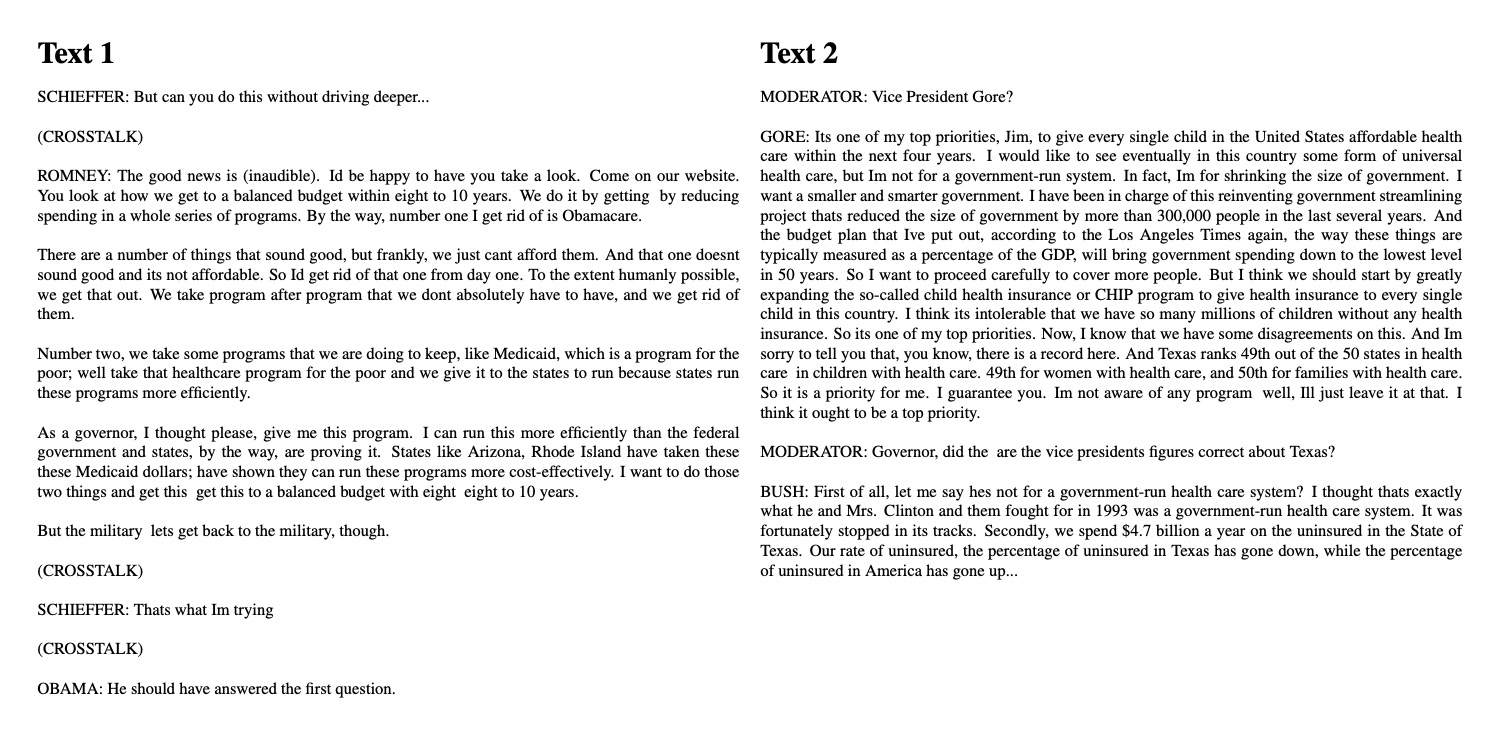 Text 1
SCHIEFFER: But can you do this without driving deeper...
(CROSSTALK)
ROMNEY: The good news is (inaudible). Id be happy to have you take a look. Come on our website.
You look at how we get to a balanced budget within eight to 10 years. We do it by getting by reducing
spending in a whole series of programs. By the way, number one I get rid of is Obamacare.
There are a number of things that sound good, but frankly, we just cant afford them. And that one doesnt
sound good and its not affordable. So Id get rid of that one from day one. To the extent humanly possible,
we get that out. We take program after program that we dont absolutely have to have, and we get rid of
them.
Number two, we take some programs that we are doing to keep, like Medicaid, which is a program for the
poor; well take that healthcare program for the poor and we give it to the states to run because states run
these programs more efficiently.
As a governor, I thought please, give me this program. I can run this more efficiently than the federal
government and states, by the way, are proving it. States like Arizona, Rhode Island have taken these
these Medicaid dollars; have shown they can run these programs more cost-effectively. I want to do those
two things and get this get this to a balanced budget with eight eight to 10 years.
But the military lets get back to the military, though.
(CROSSTALK)
SCHIEFFER: Thats what Im trying
(CROSSTALK)
OBAMA: He should have answered the first question.
Text 2
MODERATOR: Vice President Gore?
GORE: Its one of my top priorities, Jim, to give every single child in the United States affordable health
care within the next four years. I would like to see eventually in this country some form of universal
health care, but Im not for a government-run system. In fact, Im for shrinking the size of government. I
want a smaller and smarter government. I have been in charge of this reinventing government streamlining
project thats reduced the size of government by more than 300,000 people in the last several years. And
the budget plan that Ive put out, according to the Los Angeles Times again, the way these things are
typically measured as a percentage of the GDP, will bring government spending down to the lowest level
in 50 years. So I want to proceed carefully to cover more people. But I think we should start by greatly
expanding the so-called child health insurance or CHIP program to give health insurance to every single
child in this country. I think its intolerable that we have so many millions of children without any health
insurance. So its one of my top priorities. Now, I know that we have some disagreements on this. And Im
sorry to tell you that, you know, there is a record here. And Texas ranks 49th out of the 50 states in health
care in children with health care. 49th for women with health care, and 50th for families with health care.
So it is a priority for me. I guarantee you. Im not aware of any program well, Ill just leave it at that. I
think it ought to be a top priority.
MODERATOR: Governor, did the are the vice presidents figures correct about Texas?
BUSH: First of all, let me say hes not for a government-run health care system? I thought thats exactly
what he and Mrs. Clinton and them fought for in 1993 was a government-run health care system. It was
fortunately stopped in its tracks. Secondly, we spend $4.7 billion a year on the uninsured in the State of
Texas. Our rate of uninsured, the percentage of uninsured in Texas has gone down, while the percentage
of uninsured in America has gone up...